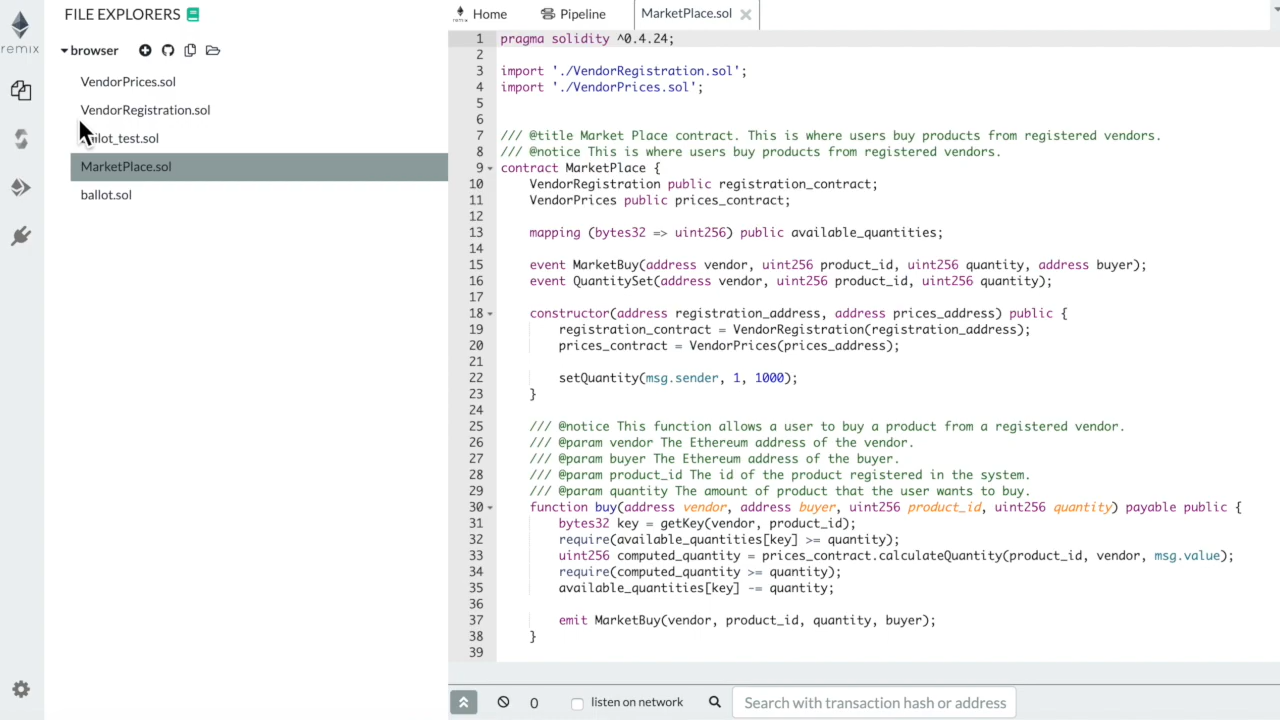 FILE EXPLORERS
remix
browser
VendorPrices.sol
VendorRegistration.sol
ballot_test.sol
MarketPlace.sol
ballot.sol
remix
Home
Pipeline
MarketPlace.sol
1 pragma solidity ^0.4.24;
2
3 import './VendorRegistration.sol';
4 import './VendorPrices.sol';
5
6
7 /// @title Market Place contract. This is where users buy products from registered vendors.
8 /// @notice This is where users buy products from registered vendors.
9 contract MarketPlace {
10 VendorRegistration public registration_contract;
11 VendorPrices public prices_contract;
12
13 mapping (bytes32 => uint256) public available_quantities;
14
15 event MarketBuy(address vendor, uint256 product_id, uint256 quantity, address buyer);
16 event QuantitySet(address vendor, uint256 product_id, uint256 quantity);
17
18 constructor(address registration_address, address prices_address) public {
19 registration_contract = VendorRegistration(registration_address);
20 prices_contract = VendorPrices(prices_address);
21
22 setQuantity(msg.sender, 1, 1000);
23 }
24
25 /// @notice This function allows a user to buy a product from a registered vendor.
26 /// @param vendor The Ethereum address of the vendor.
27 /// @param buyer The Ethereum address of the buyer.
28 /// @param product_id The id of the product registered in the system.
29 /// @param quantity The amount of product that the user wants to buy.
30 function buy(address vendor, address buyer, uint256 product_id, uint256 quantity) payable public {
31 bytes32 key = getKey(vendor, product_id);
32 require(available_quantities[key] >= quantity);
33 uint256 computed_quantity = prices_contract.calculateQuantity(product_id, vendor, msg.value);
34 require(computed_quantity >= quantity);
35 available_quantities[key] -= quantity;
36
37 emit MarketBuy(vendor, product_id, quantity, buyer);
38 }
39
0
listen on network
Search with transaction hash or address